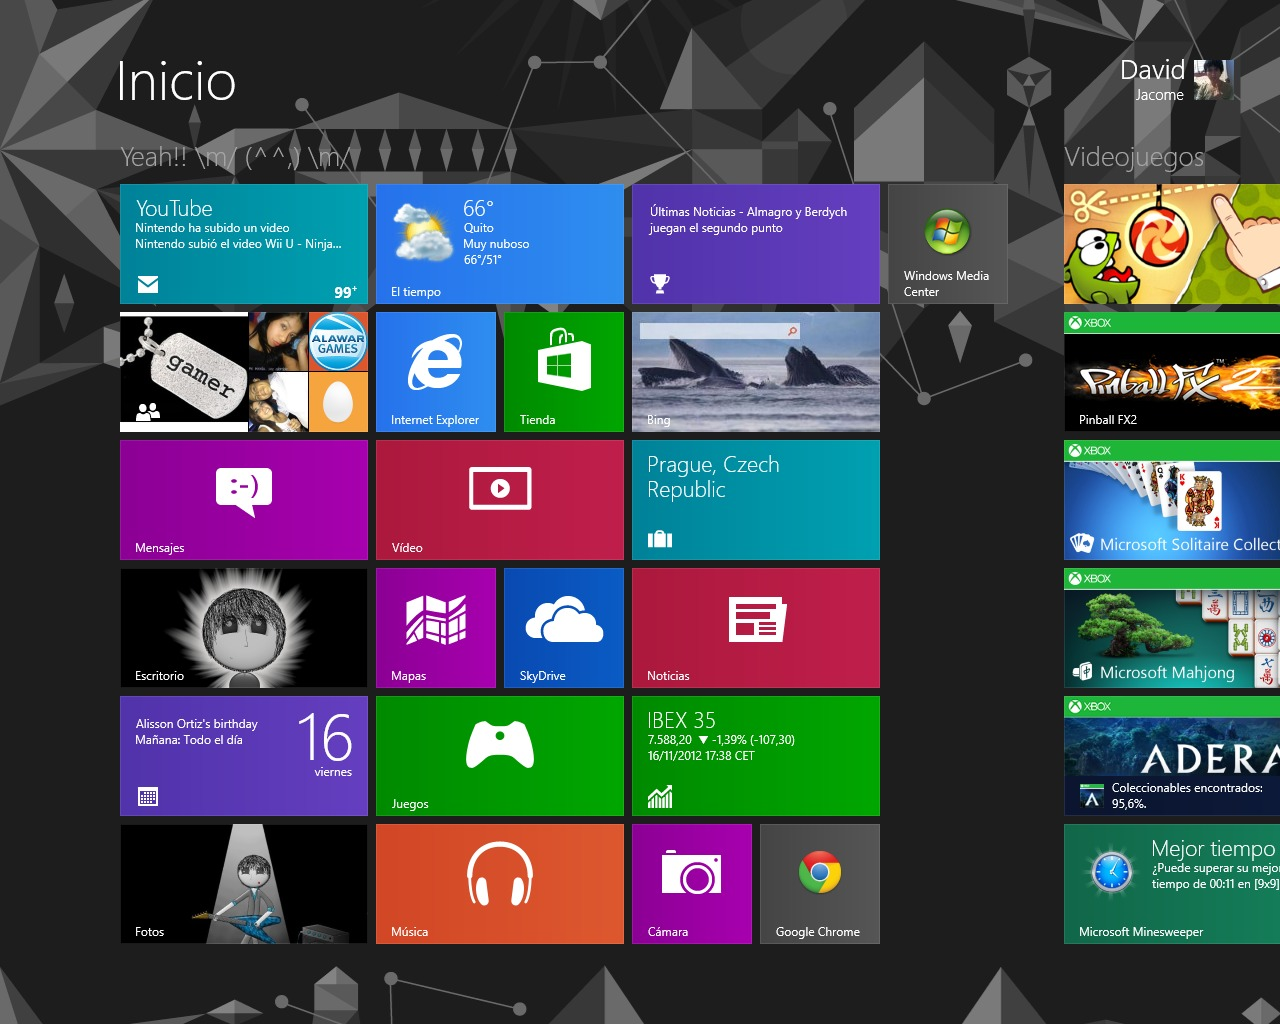 Inicio
David
Jacome
Yeah!! \m/ (^^,) \m/
Videojuegos
YouTube
Nintendo ha subido un video
Nintendo subió el video Wii U - Ninja...
99+
66°
Quito
Muy nuboso
66°/51°
El tiempo
Últimas Noticias - Almagro y Berdych
juegan el segundo punto
Windows Media
Center
gamer
ALAWAR
GAMES
Internet Explorer
Tienda
Bing
XBOX
Pinball FX2
Pinball FX2
Mensajes
Vídeo
Prague, Czech
Republic
XBOX
Microsoft Solitaire Collect
Escritorio
Mapas
SkyDrive
Noticias
XBOX
Microsoft Mahjong
Alisson Ortiz's birthday
Mañana: Todo el día
16
viernes
Juegos
IBEX 35
7.588,20 ▼ -1,39% (-107,30)
16/11/2012 17:38 CET
XBOX
ADERA
Coleccionables encontrados:
95,6%.
Fotos
Música
Cámara
Google Chrome
Mejor tiempo
¿Puede superar su mejor
tiempo de 00:11 en [9x9]
Microsoft Minesweeper